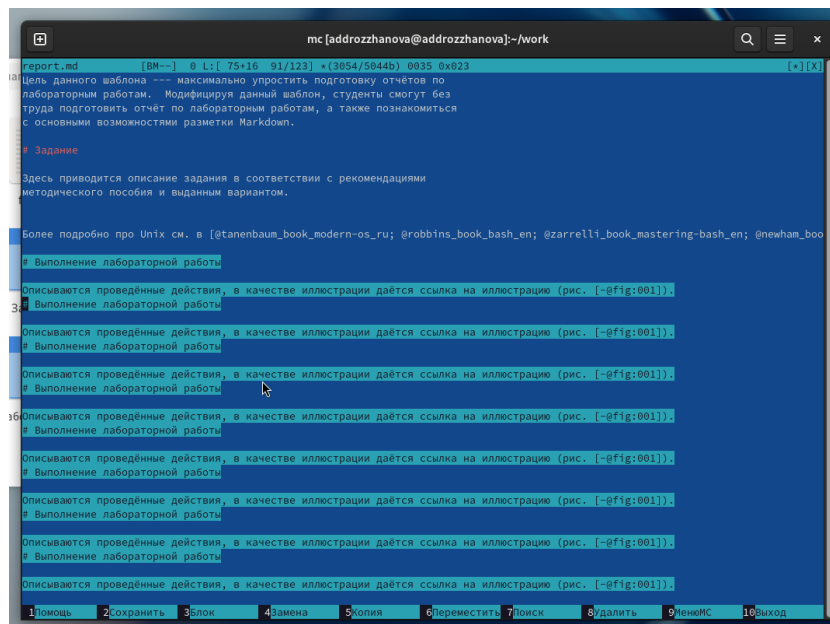 mc [addrozzhanova@addrozzhanova]:~/work
report.md [BM--] 0 L:[ 75+16 91/123] *(3054/5044b) 0035 0x023 [*][X]
Цель данного шаблона --- максимально упростить подготовку отчётов по
лабораторным работам. Модифицируя данный шаблон, студенты смогут без
труда подготовить отчёт по лабораторным работам, а также познакомиться
с основными возможностями разметки Markdown.
# Задание
Здесь приводится описание задания в соответствии с рекомендациями
методического пособия и выданным вариантом.
Более подробно про Unix см. в [@tanenbaum_book_modern-os_ru; @robbins_book_bash_en; @zarrelli_book_mastering-bash_en; @newham_boo
# Выполнение лабораторной работы
Описываются проведённые действия, в качестве иллюстрации даётся ссылка на иллюстрацию (рис. [-@fig:001]).
# Выполнение лабораторной работы
Описываются проведённые действия, в качестве иллюстрации даётся ссылка на иллюстрацию (рис. [-@fig:001]).
# Выполнение лабораторной работы
Описываются проведённые действия, в качестве иллюстрации даётся ссылка на иллюстрацию (рис. [-@fig:001]).
# Выполнение лабораторной работы
Описываются проведённые действия, в качестве иллюстрации даётся ссылка на иллюстрацию (рис. [-@fig:001]).
# Выполнение лабораторной работы
Описываются проведённые действия, в качестве иллюстрации даётся ссылка на иллюстрацию (рис. [-@fig:001]).
# Выполнение лабораторной работы
Описываются проведённые действия, в качестве иллюстрации даётся ссылка на иллюстрацию (рис. [-@fig:001]).
# Выполнение лабораторной работы
Описываются проведённые действия, в качестве иллюстрации даётся ссылка на иллюстрацию (рис. [-@fig:001]).
# Выполнение лабораторной работы
Описываются проведённые действия, в качестве иллюстрации даётся ссылка на иллюстрацию (рис. [-@fig:001]).
1Помощь 2Сохранить 3Блок 4Замена 5Копия 6Переместить 7Поиск 8Удалить 9МенюMC 10Выход